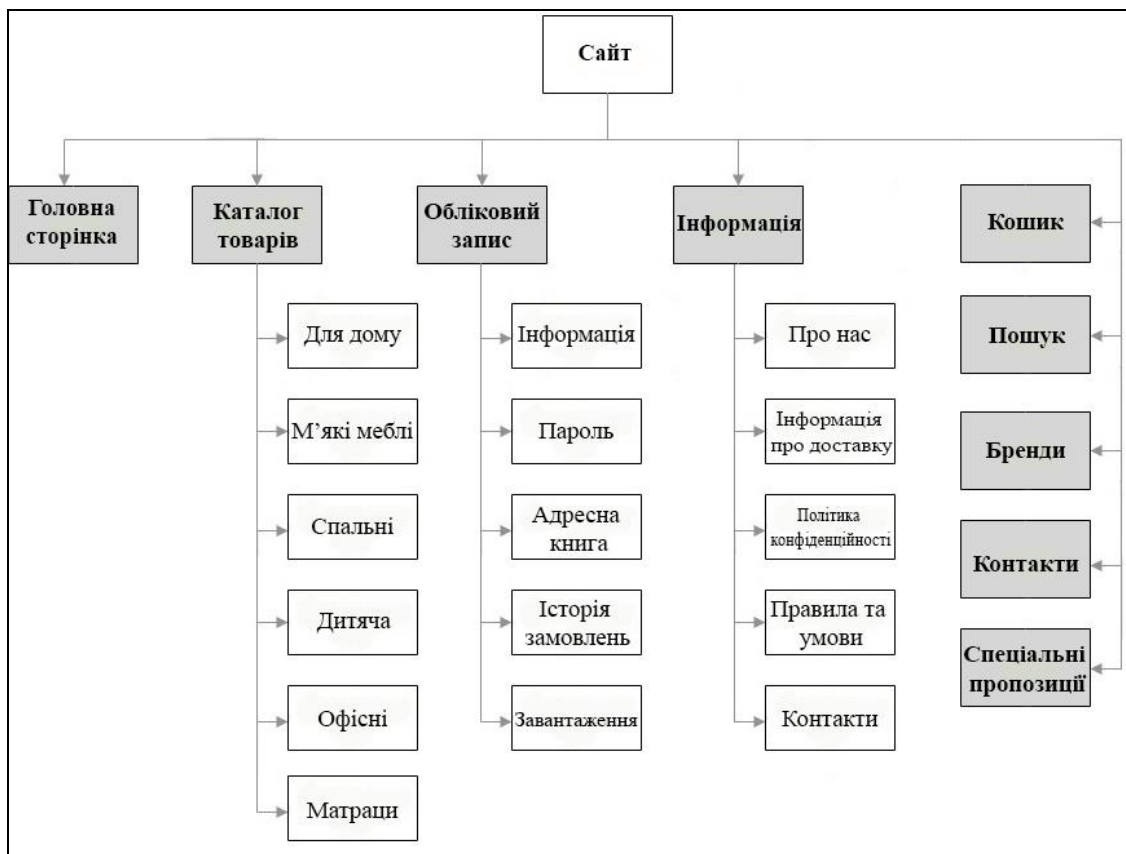 Сайт
Головна
сторінка
Каталог
товарів
Для дому
М’які меблі
Спальні
Дитяча
Офісні
Матраци
Обліковий
запис
Інформація
Пароль
Адресна
книга
Історія
замовлень
Завантаження
Інформація
Про нас
Інформація
про доставку
Політика
конфіденційності
Правила та
умови
Контакти
Кошик
Пошук
Бренди
Контакти
Спеціальні
пропозиції